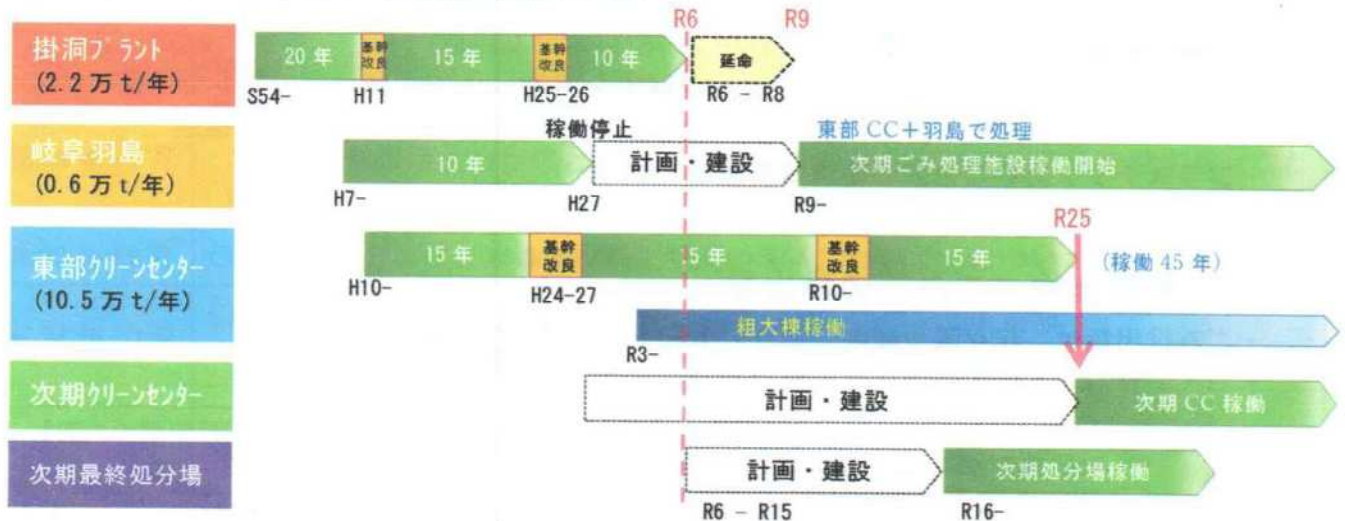 R6
R9
掛洞プラント
(2.2万t/年)
20年
基幹
改良
15年
基幹
改良
10年
延命
S54-
H11
H25-26
R6 - R8
岐阜羽島
(0.6万t/年)
稼働停止
東部CC+羽島で処理
10年
計画・建設
次期ごみ処理施設稼働開始
H7-
H27
R9-
R25
東部クリーンセンター
(10.5万t/年)
15年
基幹
改良
15年
基幹
改良
15年
(稼働45年)
H10-
H24-27
R10-
粗大棟稼働
R3-
次期クリーンセンター
計画・建設
次期CC稼働
次期最終処分場
計画・建設
次期処分場稼働
R6 - R15
R16-